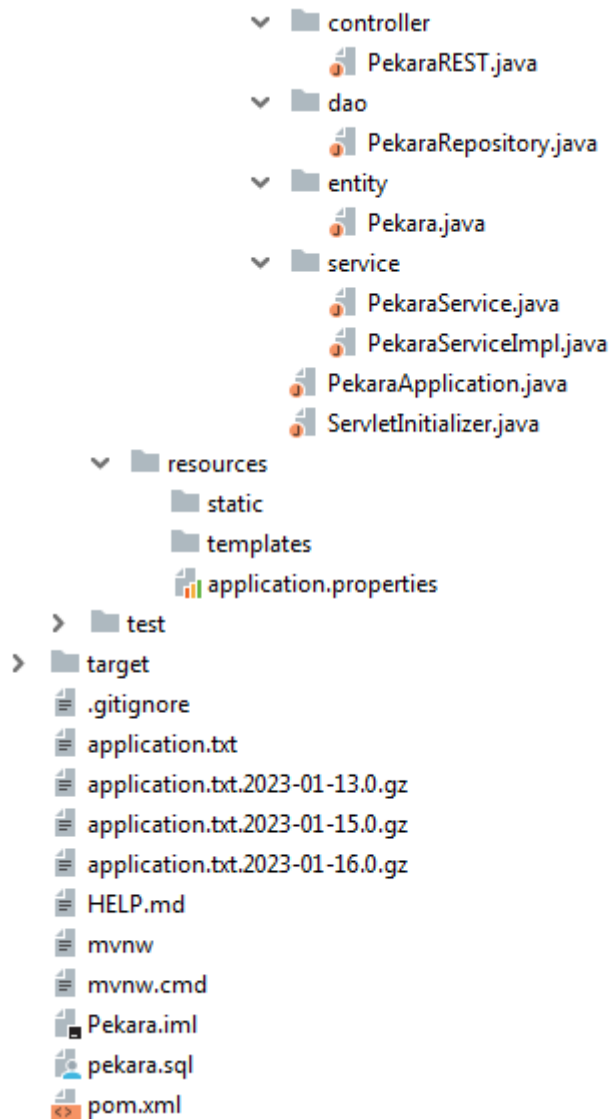 controller
PekaraREST.java
dao
PekaraRepository.java
entity
Pekara.java
service
PekaraService.java
PekaraServiceImpl.java
PekaraApplication.java
ServletInitializer.java
resources
static
templates
application.properties
test
target
.gitignore
application.txt
application.txt.2023-01-13.0.gz
application.txt.2023-01-15.0.gz
application.txt.2023-01-16.0.gz
HELP.md
mvnw
mvnw.cmd
Pekara.iml
pekara.sql
pom.xml